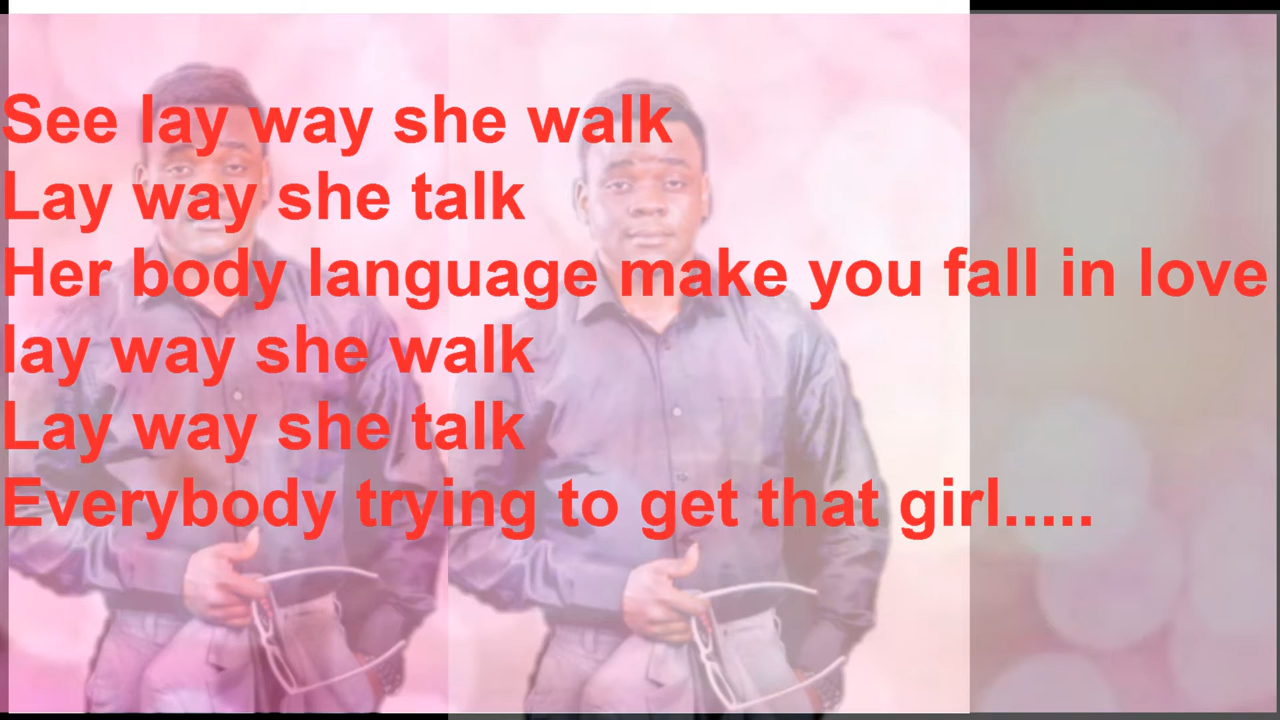 See lay way she walk
Lay way she talk
Her body language make you fall in love
lay way she walk
Lay way she talk
Everybody trying to get that girl.....